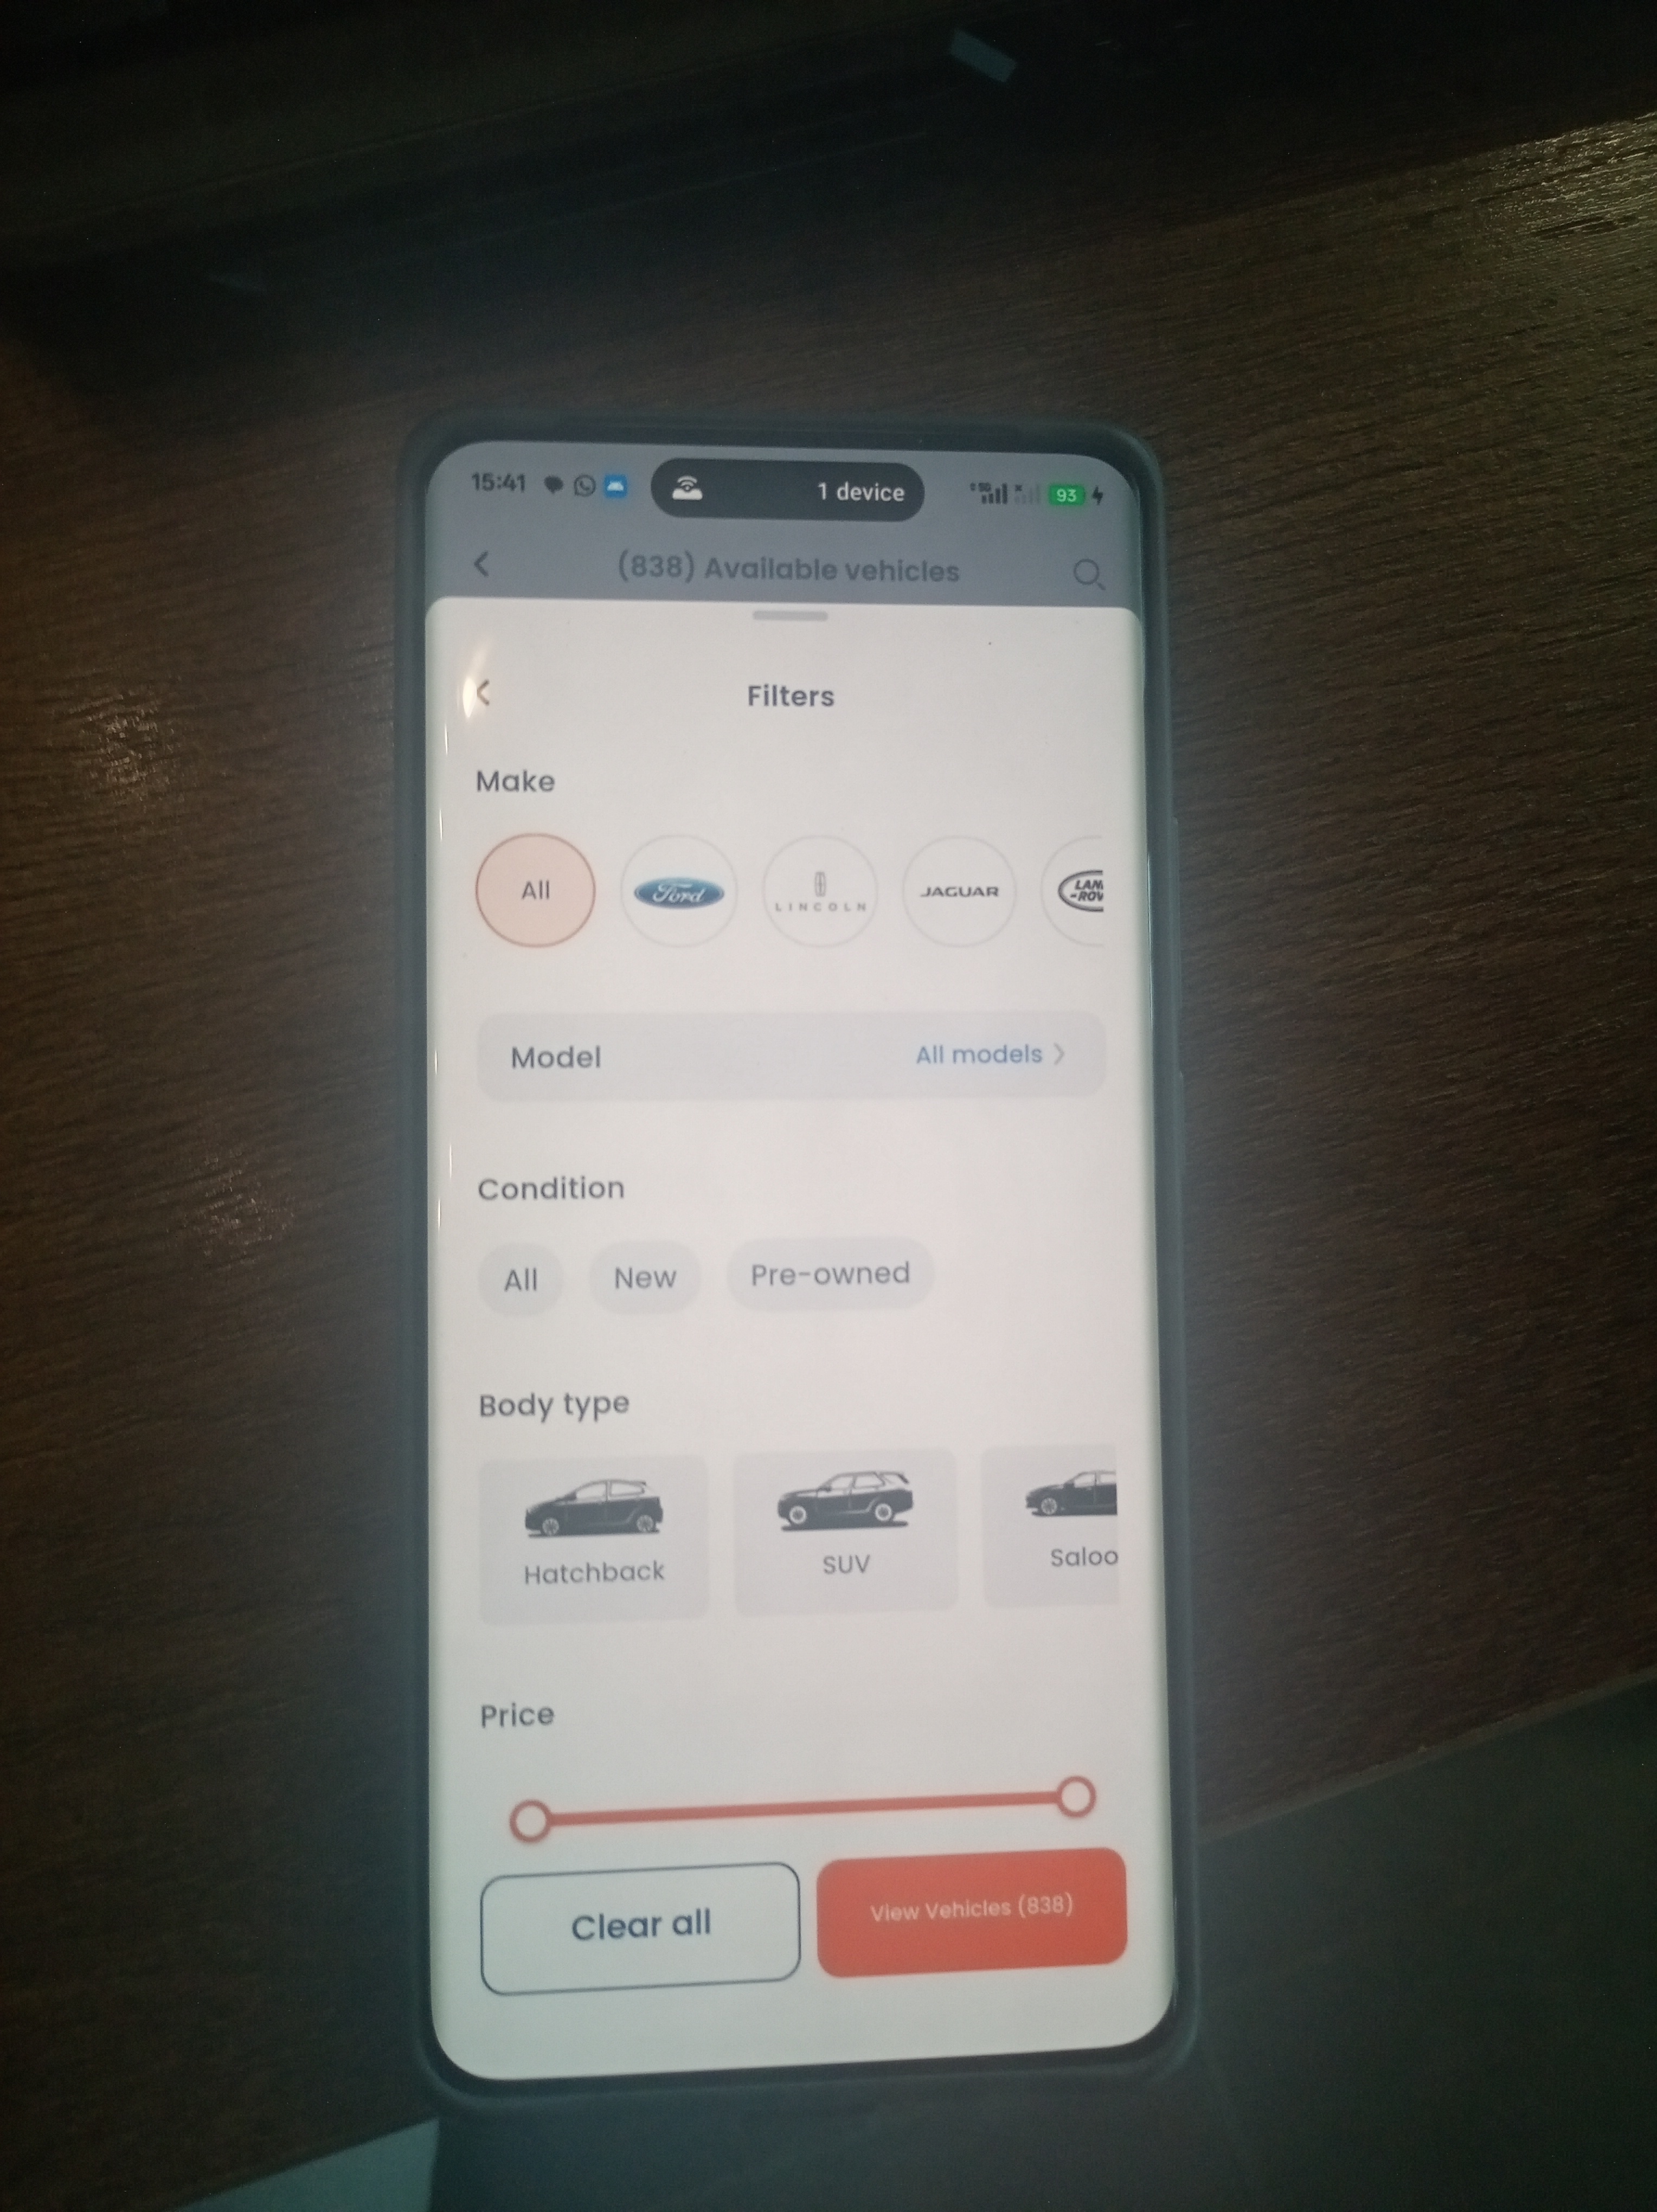 15:41 1 device 5G 93
(838) Available vehicles
Filters
Make
All Ford LINCOLN JAGUAR LAN
-ROV
Model All models
Condition
All New Pre-owned
Body type
Hatchback SUV Saloo
Price
Clear all View Vehicles (838)